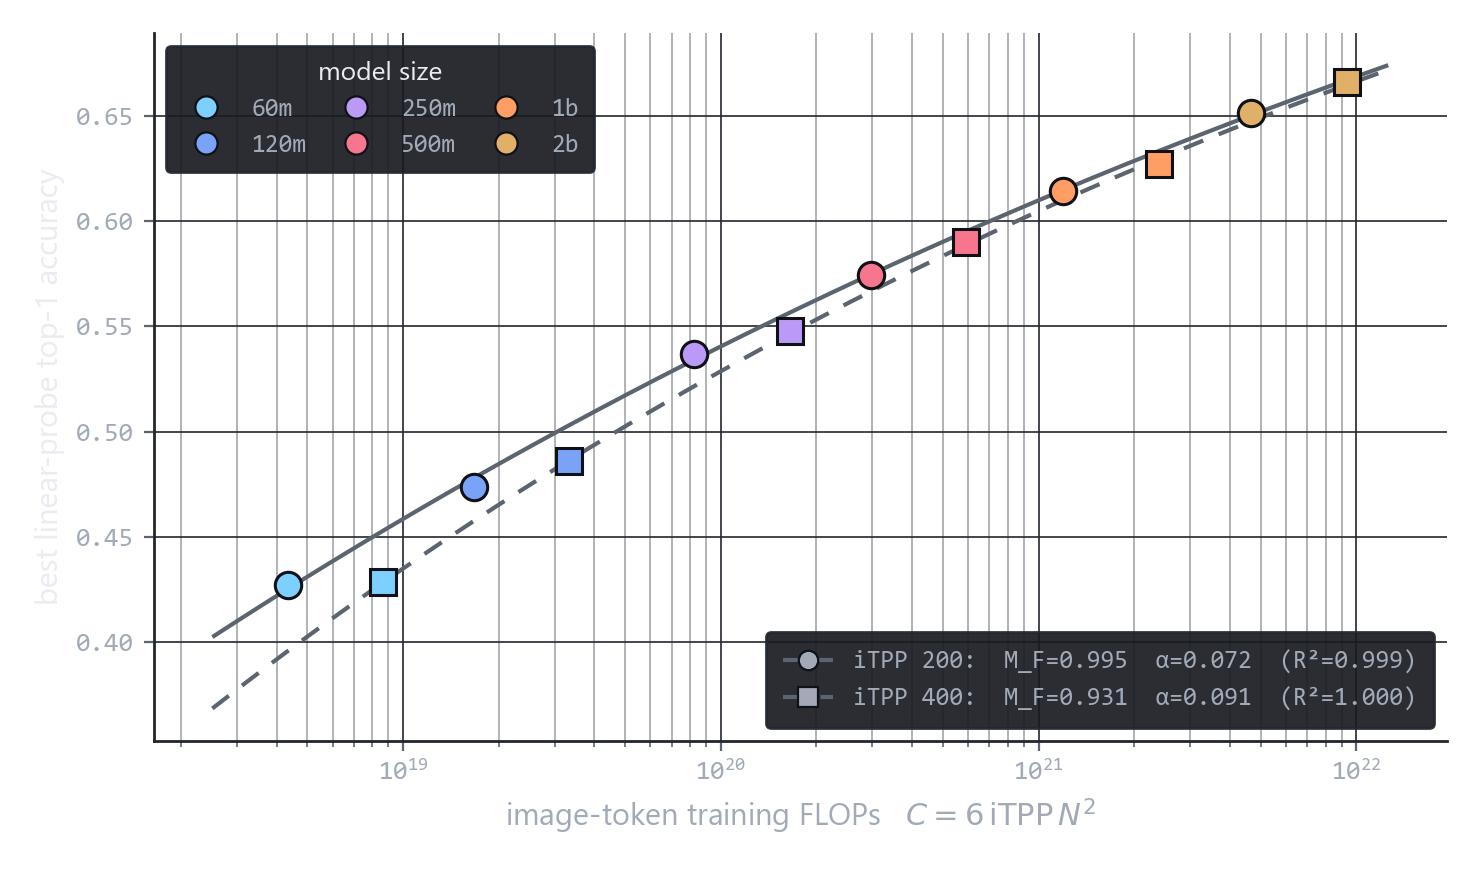 model size
60m 250m 1b
120m 500m 2b
0.65
0.60
0.55
0.50
0.45
0.40
best linear-probe top-1 accuracy
iTPP 200: M_F=0.995 α=0.072 (R²=0.999)
iTPP 400: M_F=0.931 α=0.091 (R²=1.000)
10¹⁹ 10²⁰ 10²¹ 10²²
image-token training FLOPs C = 6 iTPP N²